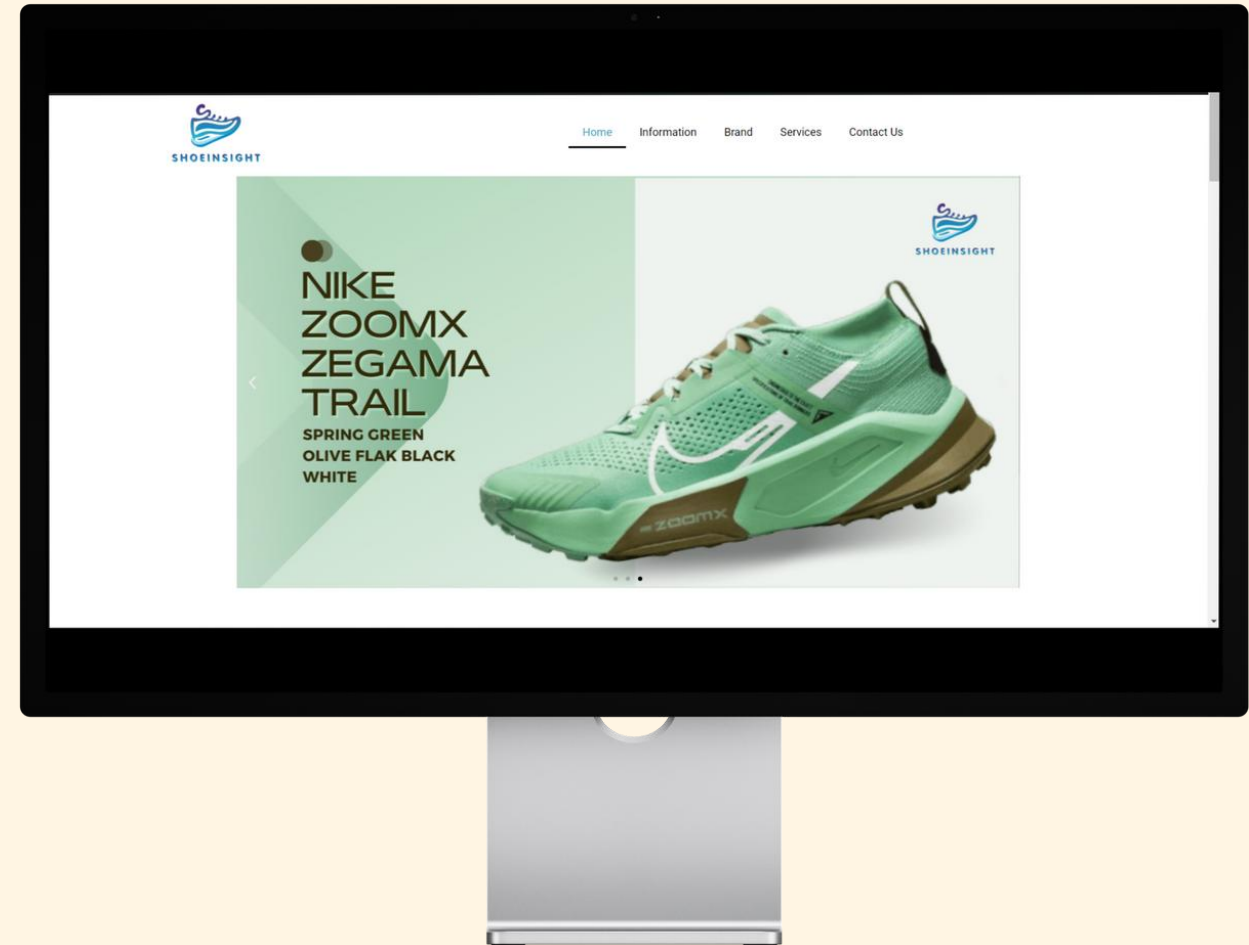 SHOEINSIGHT
Home Information Brand Services Contact Us
SHOEINSIGHT
NIKE
ZOOMX
ZEGAMA
TRAIL
SPRING GREEN
OLIVE FLAK BLACK
WHITE
ZOOMX